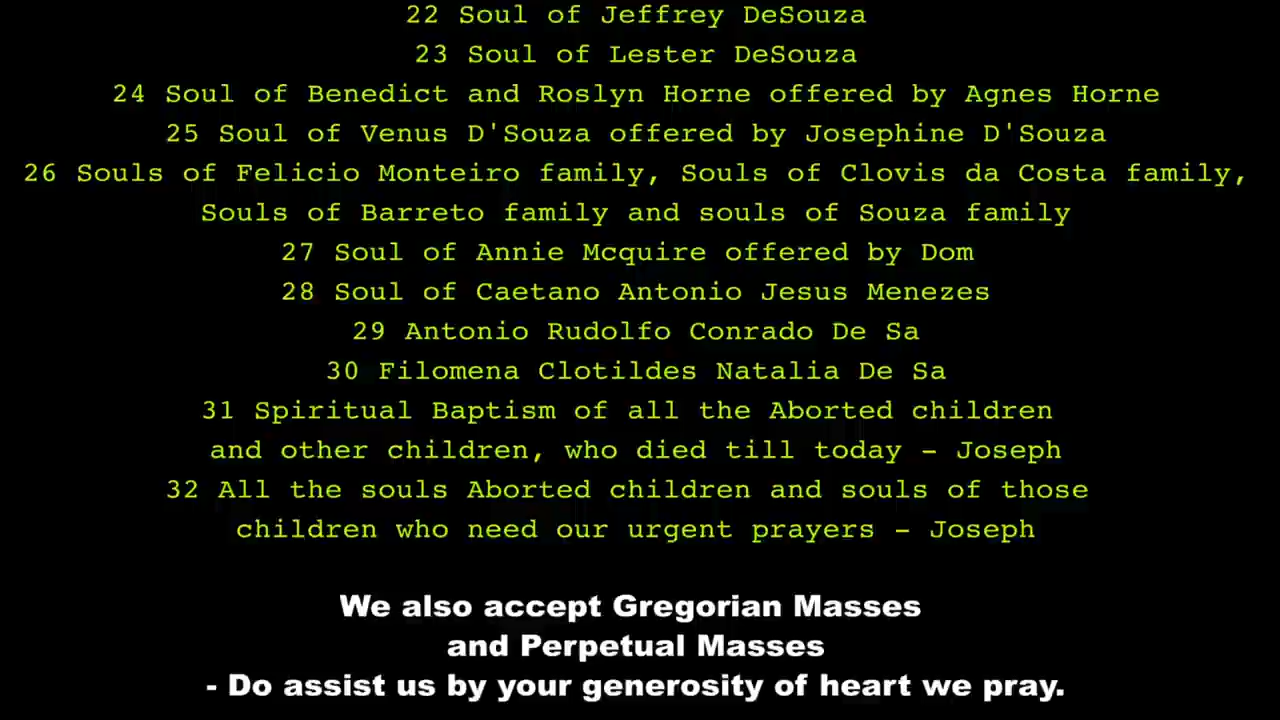 22 Soul of Jeffrey DeSouza
23 Soul of Lester DeSouza
24 Soul of Benedict and Roslyn Horne offered by Agnes Horne
25 Soul of Venus D'Souza offered by Josephine D'Souza
26 Souls of Felicio Monteiro family, Souls of Clovis da Costa family,
Souls of Barreto family and souls of Souza family
27 Soul of Annie Mcquire offered by Dom
28 Soul of Caetano Antonio Jesus Menezes
29 Antonio Rudolfo Conrado De Sa
30 Filomena Clotildes Natalia De Sa
31 Spiritual Baptism of all the Aborted children
and other children, who died till today - Joseph
32 All the souls Aborted children and souls of those
children who need our urgent prayers - Joseph
We also accept Gregorian Masses
and Perpetual Masses
- Do assist us by your generosity of heart we pray.